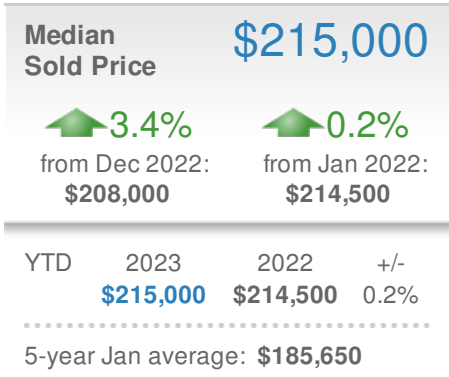 Median $215,000
Sold Price
3.4% 0.2%
from Dec 2022: from Jan 2022:
$208,000 $214,500
YTD 2023 2022 +/-
$215,000 $214,500 0.2%
5-year Jan average: $185,650